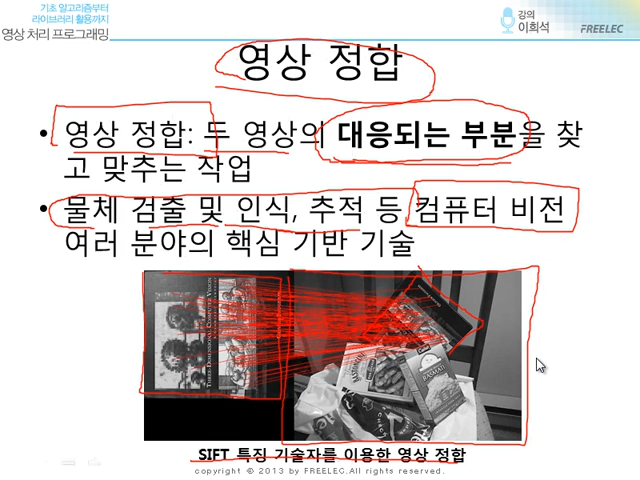 기초 알고리즘부터
라이브러리 활용까지
영상 처리 프로그래밍
강의
이희석
FREELEC
영상 정합
• 영상 정합: 두 영상의 대응되는 부분을 찾
고 맞추는 작업
• 물체 검출 및 인식, 추적 등 컴퓨터 비전
여러 분야의 핵심 기반 기술
BASMATI
SIFT 특징 기술자를 이용한 영상 정합
copyright © 2013 by FREELEC.All rights reserved.